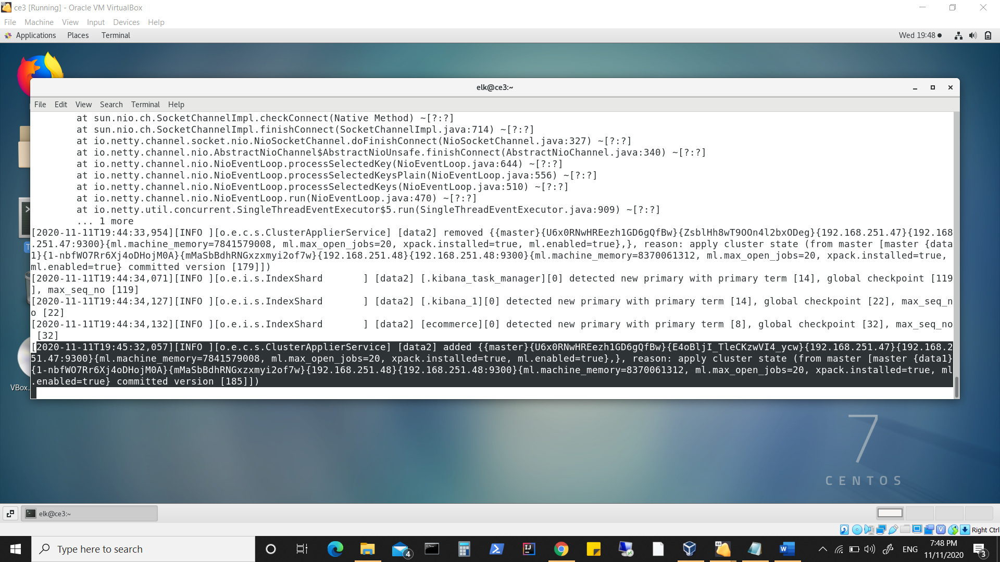 ce3 [Running] - Oracle VM VirtualBox
File Machine View Input Devices Help
Applications Places Terminal Wed 19:48
elk@ce3:~
File Edit View Search Terminal Help
at sun.nio.ch.SocketChannelImpl.checkConnect(Native Method) ~[?:?]
at sun.nio.ch.SocketChannelImpl.finishConnect(SocketChannelImpl.java:714) ~[?:?]
at io.netty.channel.socket.nio.NioSocketChannel.doFinishConnect(NioSocketChannel.java:327) ~[?:?]
at io.netty.channel.nio.AbstractNioChannel$AbstractNioUnsafe.finishConnect(AbstractNioChannel.java:340) ~[?:?]
at io.netty.channel.nio.NioEventLoop.processSelectedKey(NioEventLoop.java:644) ~[?:?]
at io.netty.channel.nio.NioEventLoop.processSelectedKeysPlain(NioEventLoop.java:556) ~[?:?]
at io.netty.channel.nio.NioEventLoop.processSelectedKeys(NioEventLoop.java:510) ~[?:?]
at io.netty.channel.nio.NioEventLoop.run(NioEventLoop.java:470) ~[?:?]
at io.netty.util.concurrent.SingleThreadEventExecutor$5.run(SingleThreadEventExecutor.java:909) ~[?:?]
... 1 more
[2020-11-11T19:44:33,954][INFO ][o.e.c.s.ClusterApplierService] [data2] removed {{master}{U6x0RNwHREezh1GD6gQfBw}{ZsblHh8wT9OOn4l2bxODeg}{192.168.251.47}{192.168
.251.47:9300}{ml.machine_memory=7841579008, ml.max_open_jobs=20, xpack.installed=true, ml.enabled=true},}, reason: apply cluster state (from master [master {data
1}{1-nbfWO7Rr6Xj4oDHojM0A}{mMaSbBdhRNGxzxmyi2of7w}{192.168.251.48}{192.168.251.48:9300}{ml.machine_memory=8370061312, ml.max_open_jobs=20, xpack.installed=true,
ml.enabled=true} committed version [179]])
[2020-11-11T19:44:34,071][INFO ][o.e.i.s.IndexShard       ] [data2] [.kibana_task_manager][0] detected new primary with primary term [14], global checkpoint [119
], max_seq_no [119]
[2020-11-11T19:44:34,127][INFO ][o.e.i.s.IndexShard       ] [data2] [.kibana_1][0] detected new primary with primary term [14], global checkpoint [22], max_seq_n
o [22]
[2020-11-11T19:44:34,132][INFO ][o.e.i.s.IndexShard       ] [data2] [ecommerce][0] detected new primary with primary term [8], global checkpoint [32], max_seq_no
[32]
[2020-11-11T19:45:32,057][INFO ][o.e.c.s.ClusterApplierService] [data2] added {{master}{U6x0RNwHREezh1GD6gQfBw}{E4oBljI_TleCKzwVI4_ycw}{192.168.251.47}{192.168.2
51.47:9300}{ml.machine_memory=7841579008, ml.max_open_jobs=20, xpack.installed=true, ml.enabled=true},}, reason: apply cluster state (from master [master {data1}
{1-nbfWO7Rr6Xj4oDHojM0A}{mMaSbBdhRNGxzxmyi2of7w}{192.168.251.48}{192.168.251.48:9300}{ml.machine_memory=8370061312, ml.max_open_jobs=20, xpack.installed=true, ml
.enabled=true} committed version [185]])
VBox
7
CENTOS
elk@ce3:~
Right Ctrl
Type here to search
4
ENG
7:48 PM
11/11/2020
3